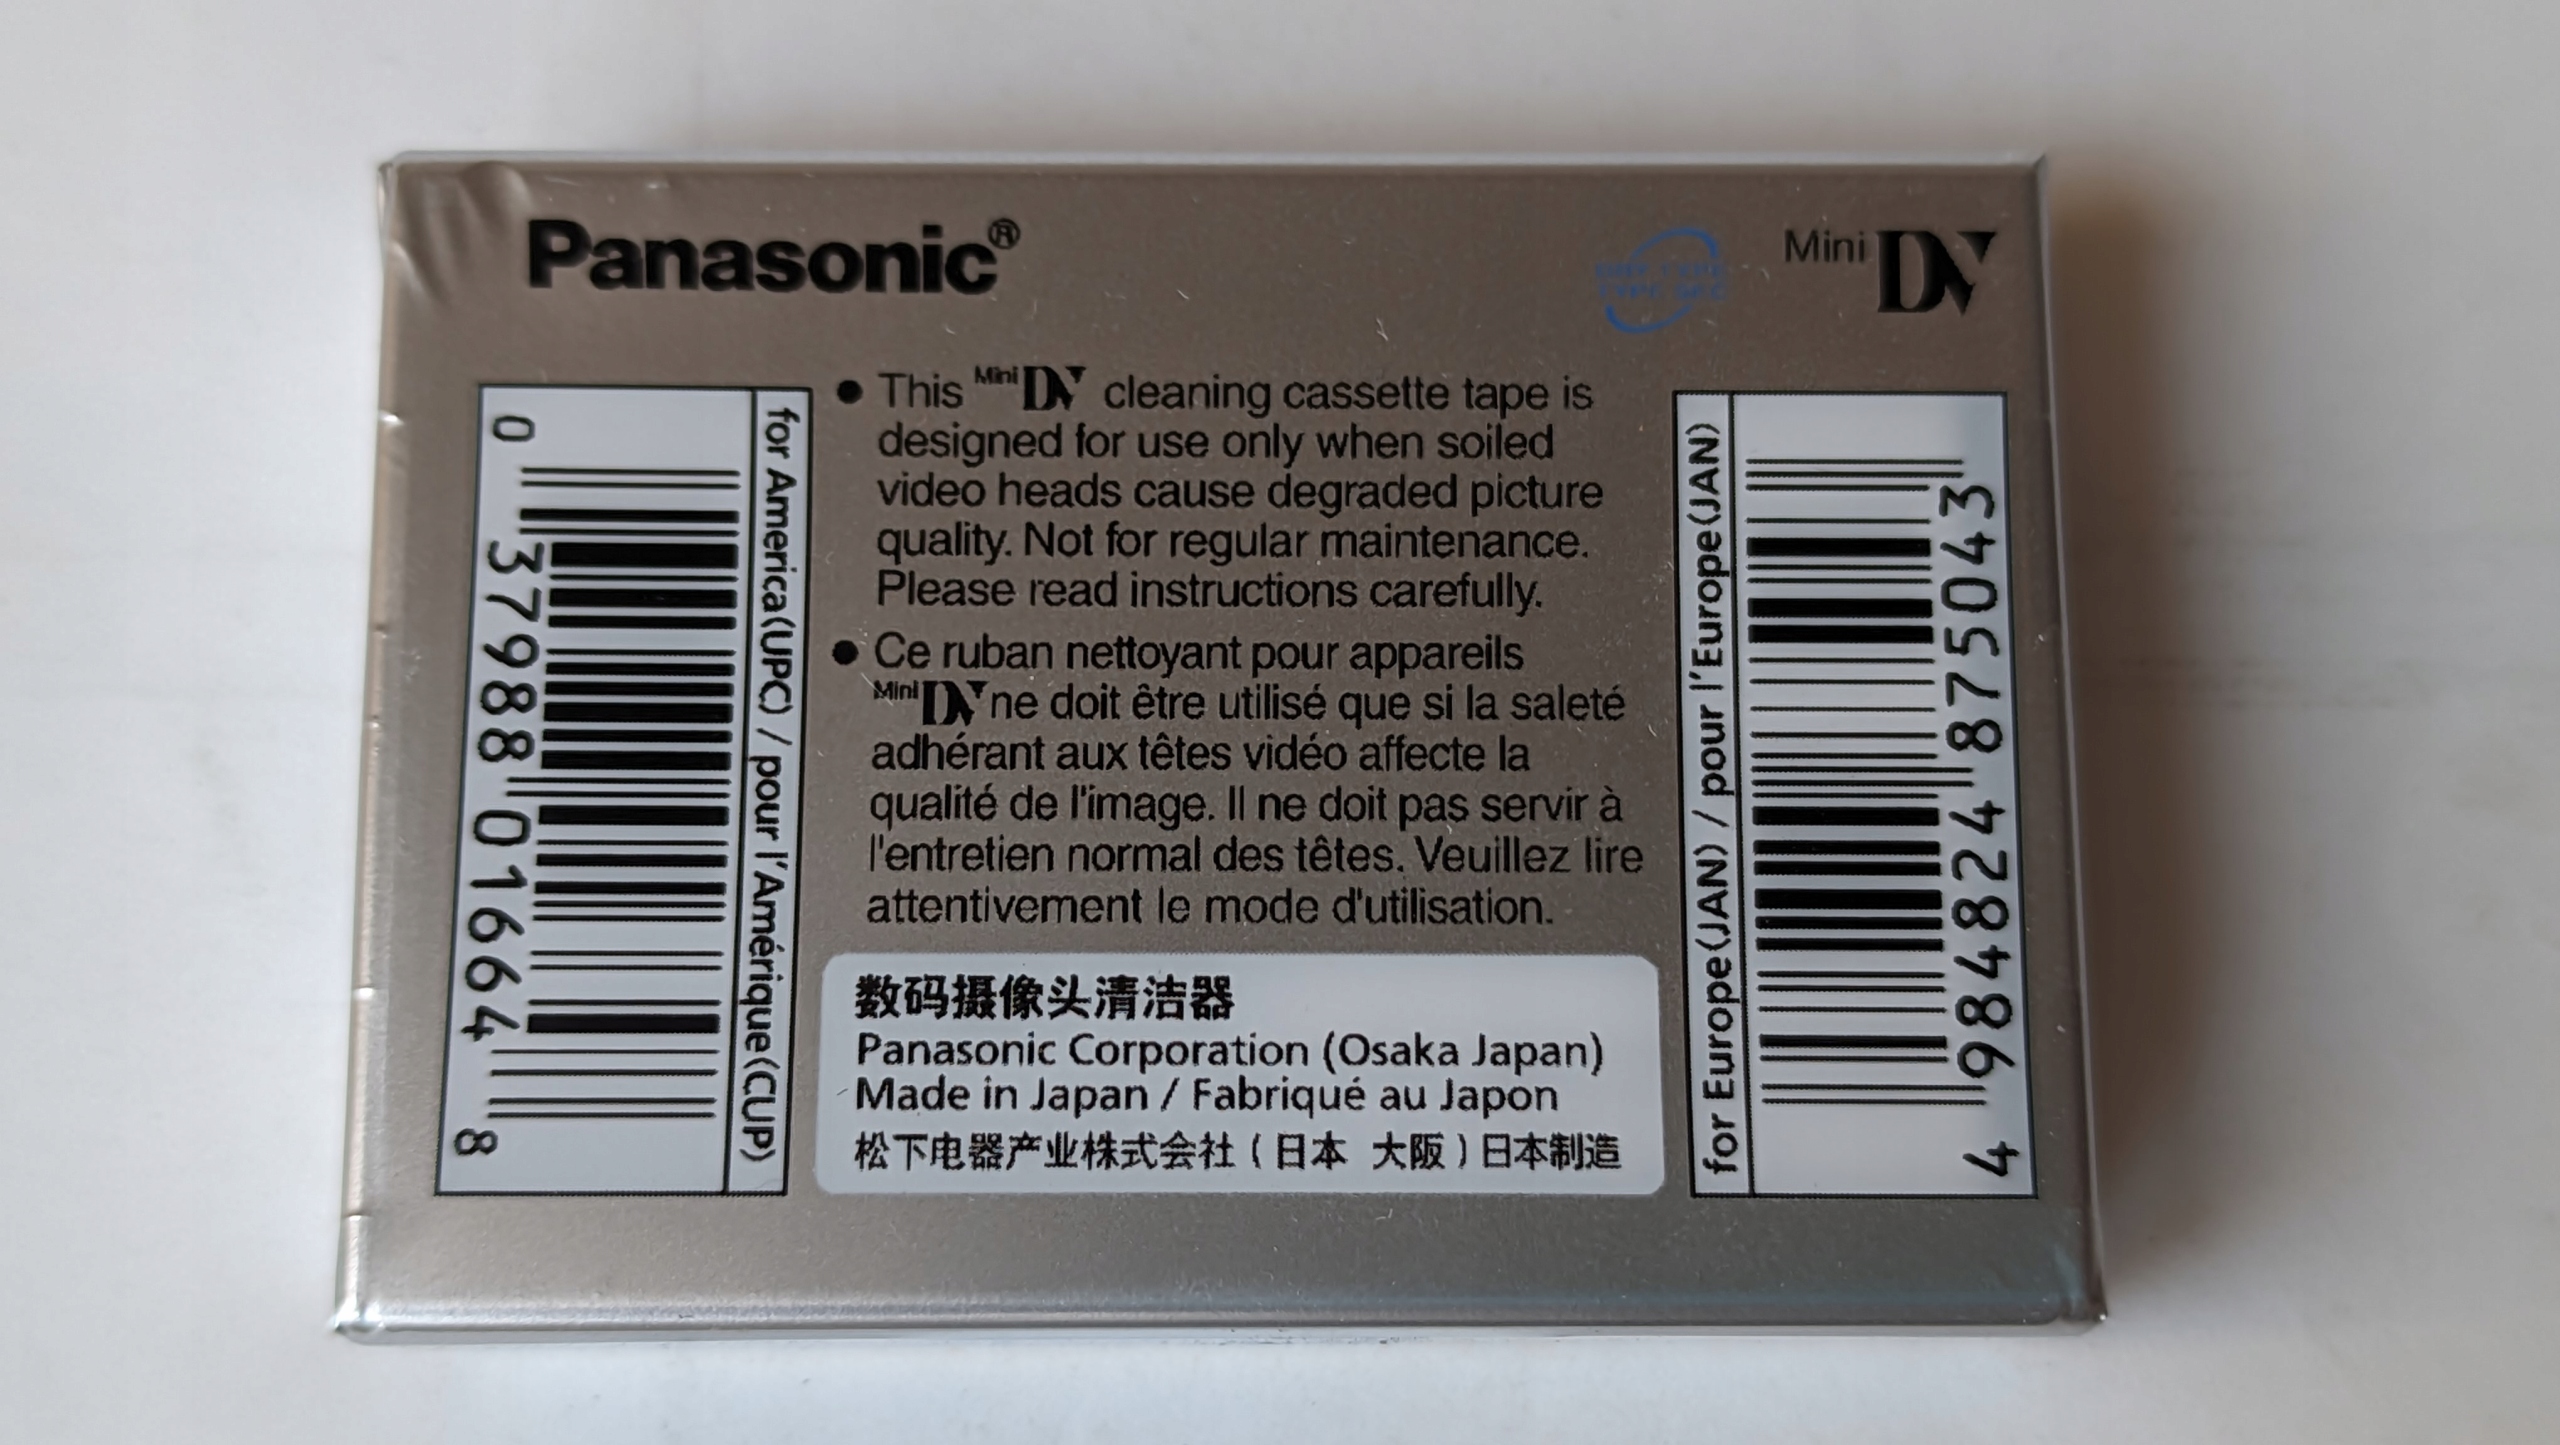 Panasonic®
Mini DV
0 37988 01664 8
for America(UPC) / pour l'Amérique(CUP)
● This Mini DV cleaning cassette tape is
designed for use only when soiled
video heads cause degraded picture
quality. Not for regular maintenance.
Please read instructions carefully.
● Ce ruban nettoyant pour appareils
Mini DV ne doit être utilisé que si la saleté
adhérant aux têtes vidéo affecte la
qualité de l'image. Il ne doit pas servir à
l'entretien normal des têtes. Veuillez lire
attentivement le mode d'utilisation.
数码摄像头清洁器
Panasonic Corporation (Osaka Japan)
Made in Japan / Fabriqué au Japon
松下电器产业株式会社(日本 大阪)日本制造
for Europe(JAN) / pour l'Europe(JAN)
4 984824 875043